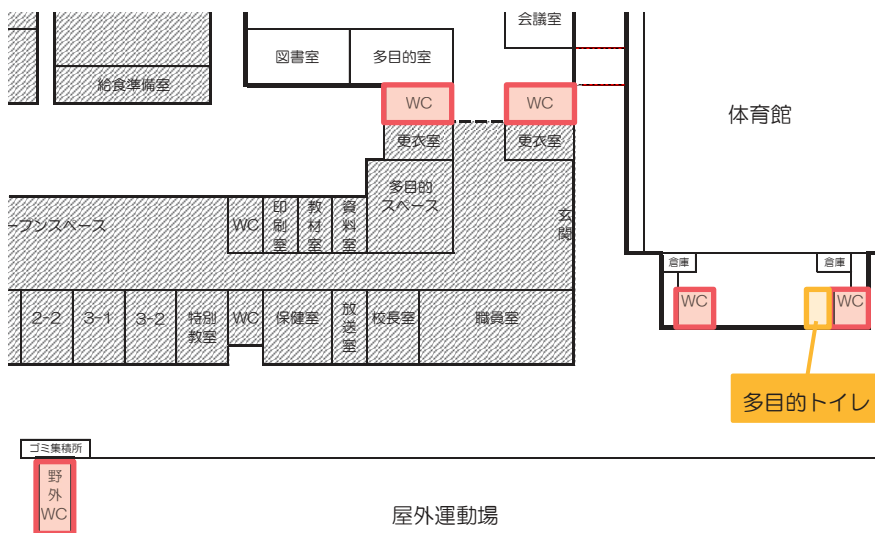 会議室
図書室
多目的室
給食準備室
WC
WC
体育館
更衣室
更衣室
多目的
スペース
ープンスペース
WC
印刷室
教材室
資料室
玄関
倉庫
倉庫
WC
WC
2-2
3-1
3-2
特別
教室
WC
保健室
放送室
校長室
職員室
多目的トイレ
ゴミ集積所
野
外
WC
屋外運動場